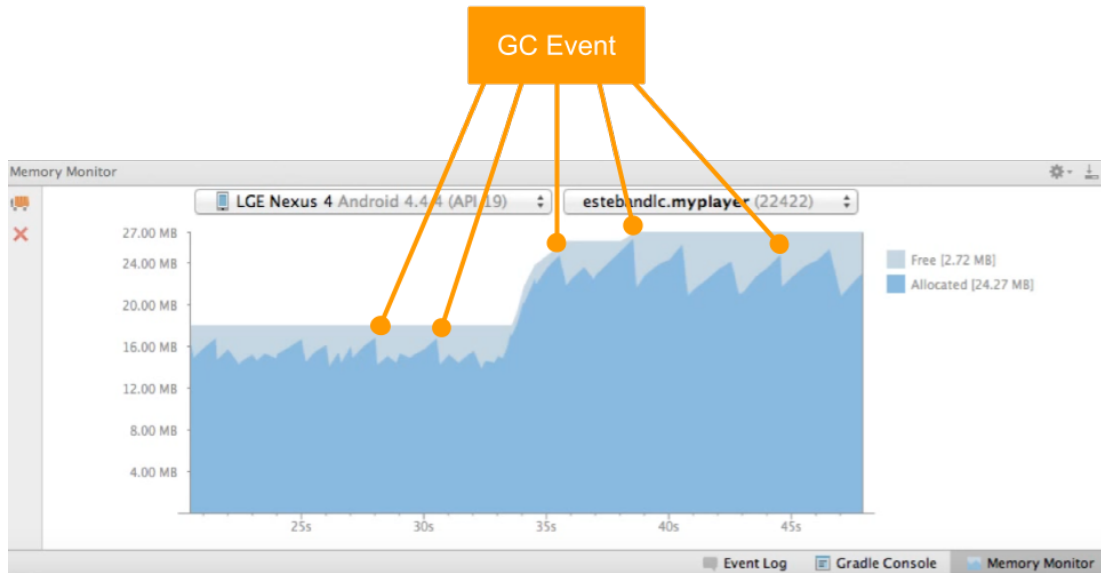 GC Event
Memory Monitor
LGE Nexus 4 Android 4.4.4 (API 19)
estebandlc.myplayer (22422)
27.00 MB
24.00 MB
20.00 MB
16.00 MB
12.00 MB
8.00 MB
4.00 MB
Free [2.72 MB]
Allocated [24.27 MB]
25s
30s
35s
40s
45s
Event Log
Gradle Console
Memory Monitor